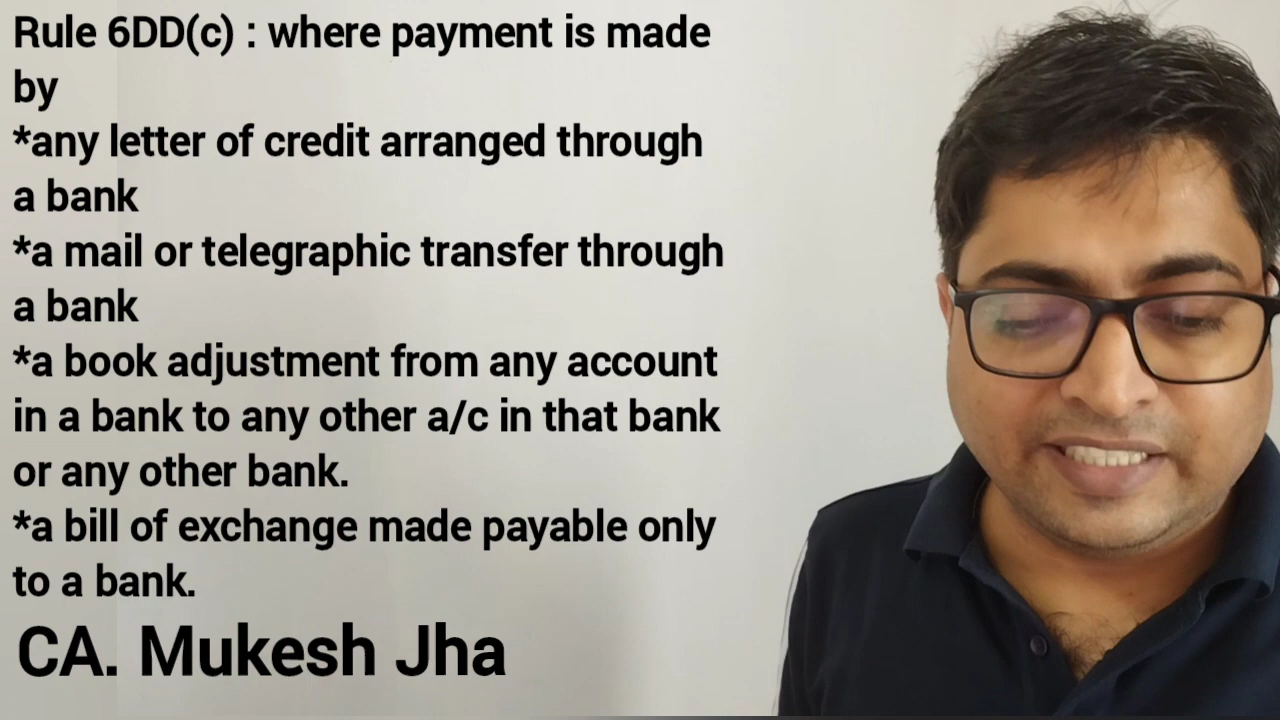 Rule 6DD(c) : where payment is made
by
*any letter of credit arranged through
a bank
*a mail or telegraphic transfer through
a bank
*a book adjustment from any account
in a bank to any other a/c in that bank
or any other bank.
*a bill of exchange made payable only
to a bank.
CA. Mukesh Jha